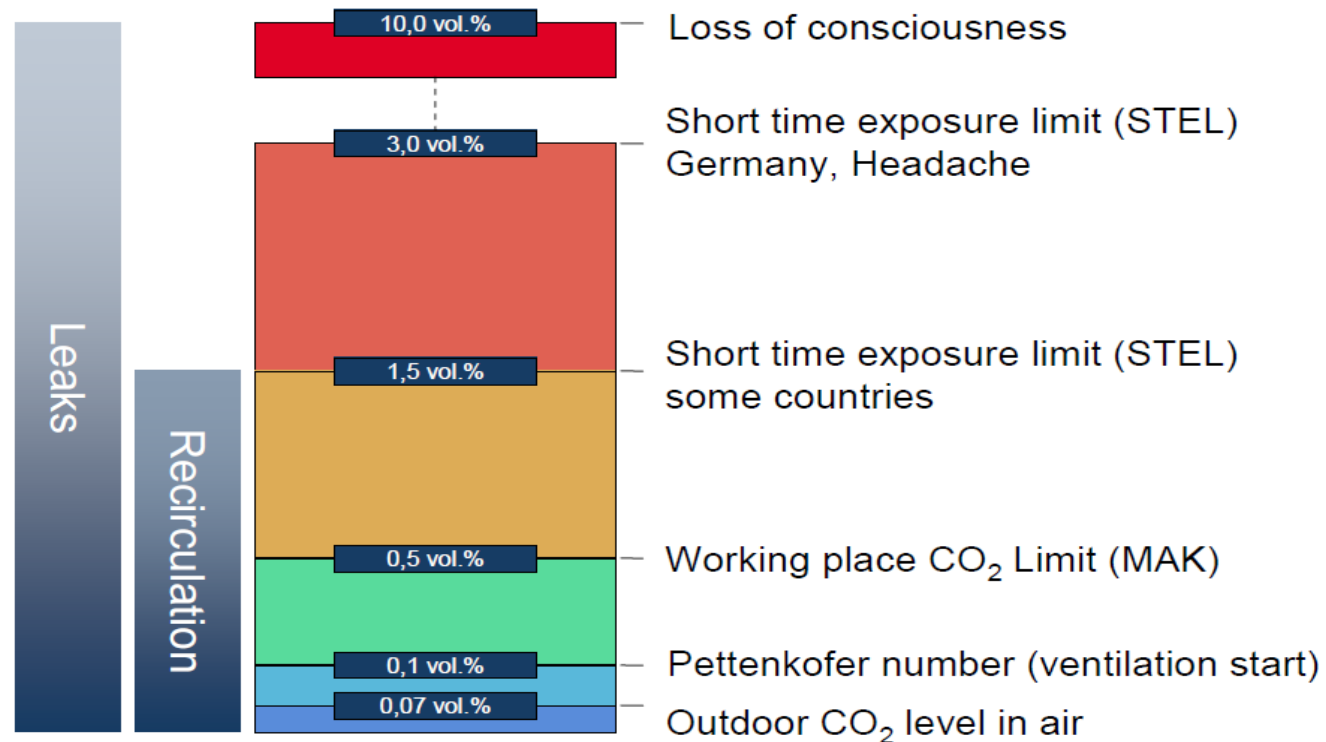 10,0 vol.%
Loss of consciousness
3,0 vol.%
Short time exposure limit (STEL)
Germany, Headache
1,5 vol.%
Short time exposure limit (STEL)
some countries
0,5 vol.%
Working place CO₂ Limit (MAK)
0,1 vol.%
Pettenkofer number (ventilation start)
0,07 vol.%
Outdoor CO₂ level in air
Leaks
Recirculation